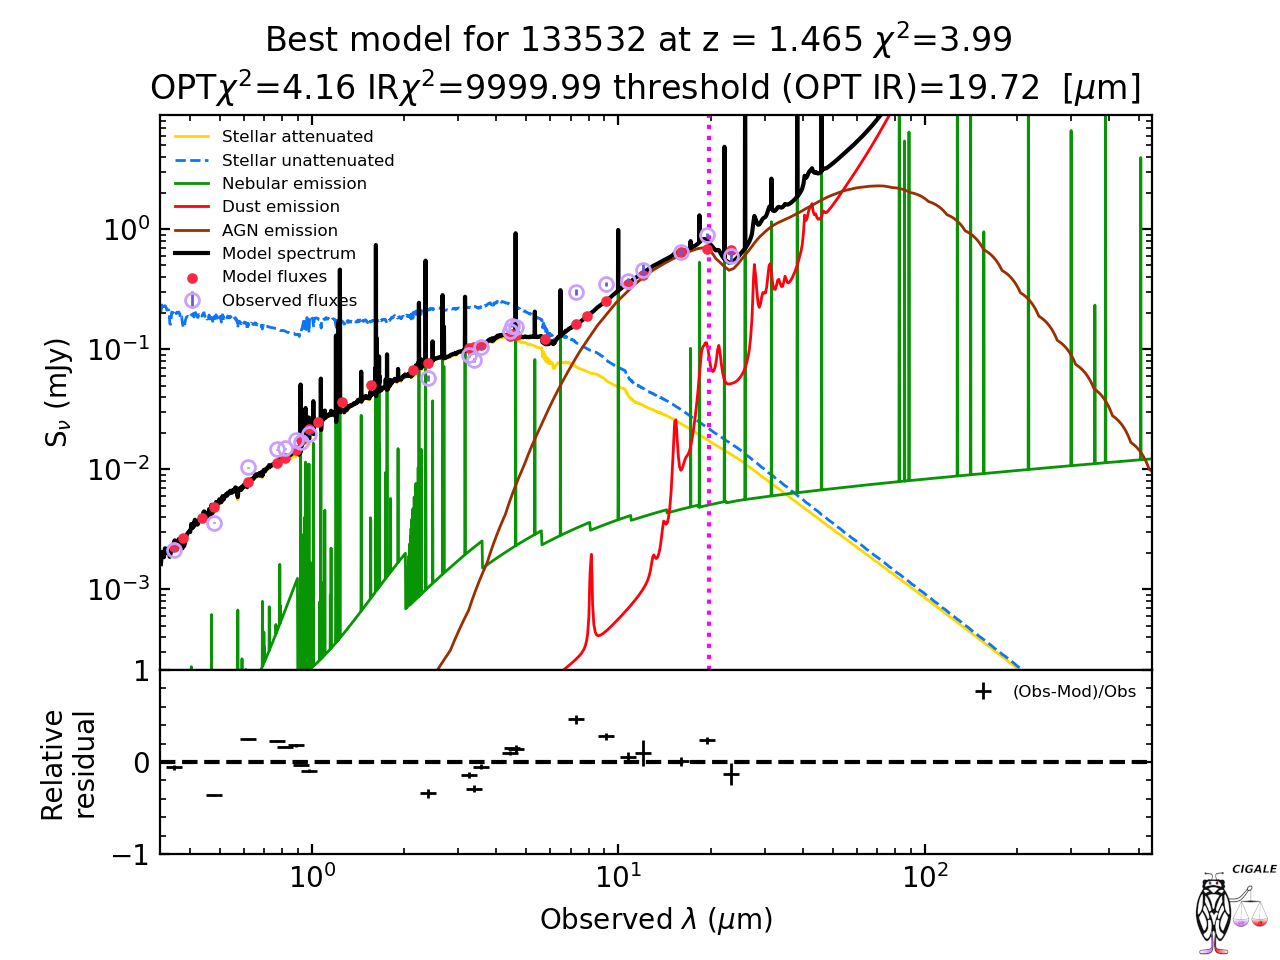 Best model for 133532 at z = 1.465 χ²=3.99
OPTχ²=4.16 IRχ²=9999.99 threshold (OPT IR)=19.72 [μm]
Stellar attenuated
Stellar unattenuated
Nebular emission
Dust emission
AGN emission
Model spectrum
Model fluxes
Observed fluxes
S_ν (mJy)
10⁰
10⁻¹
10⁻²
10⁻³
1
0
−1
Relative
residual
(Obs-Mod)/Obs
10⁰ 10¹ 10²
Observed λ (μm)
CIGALE